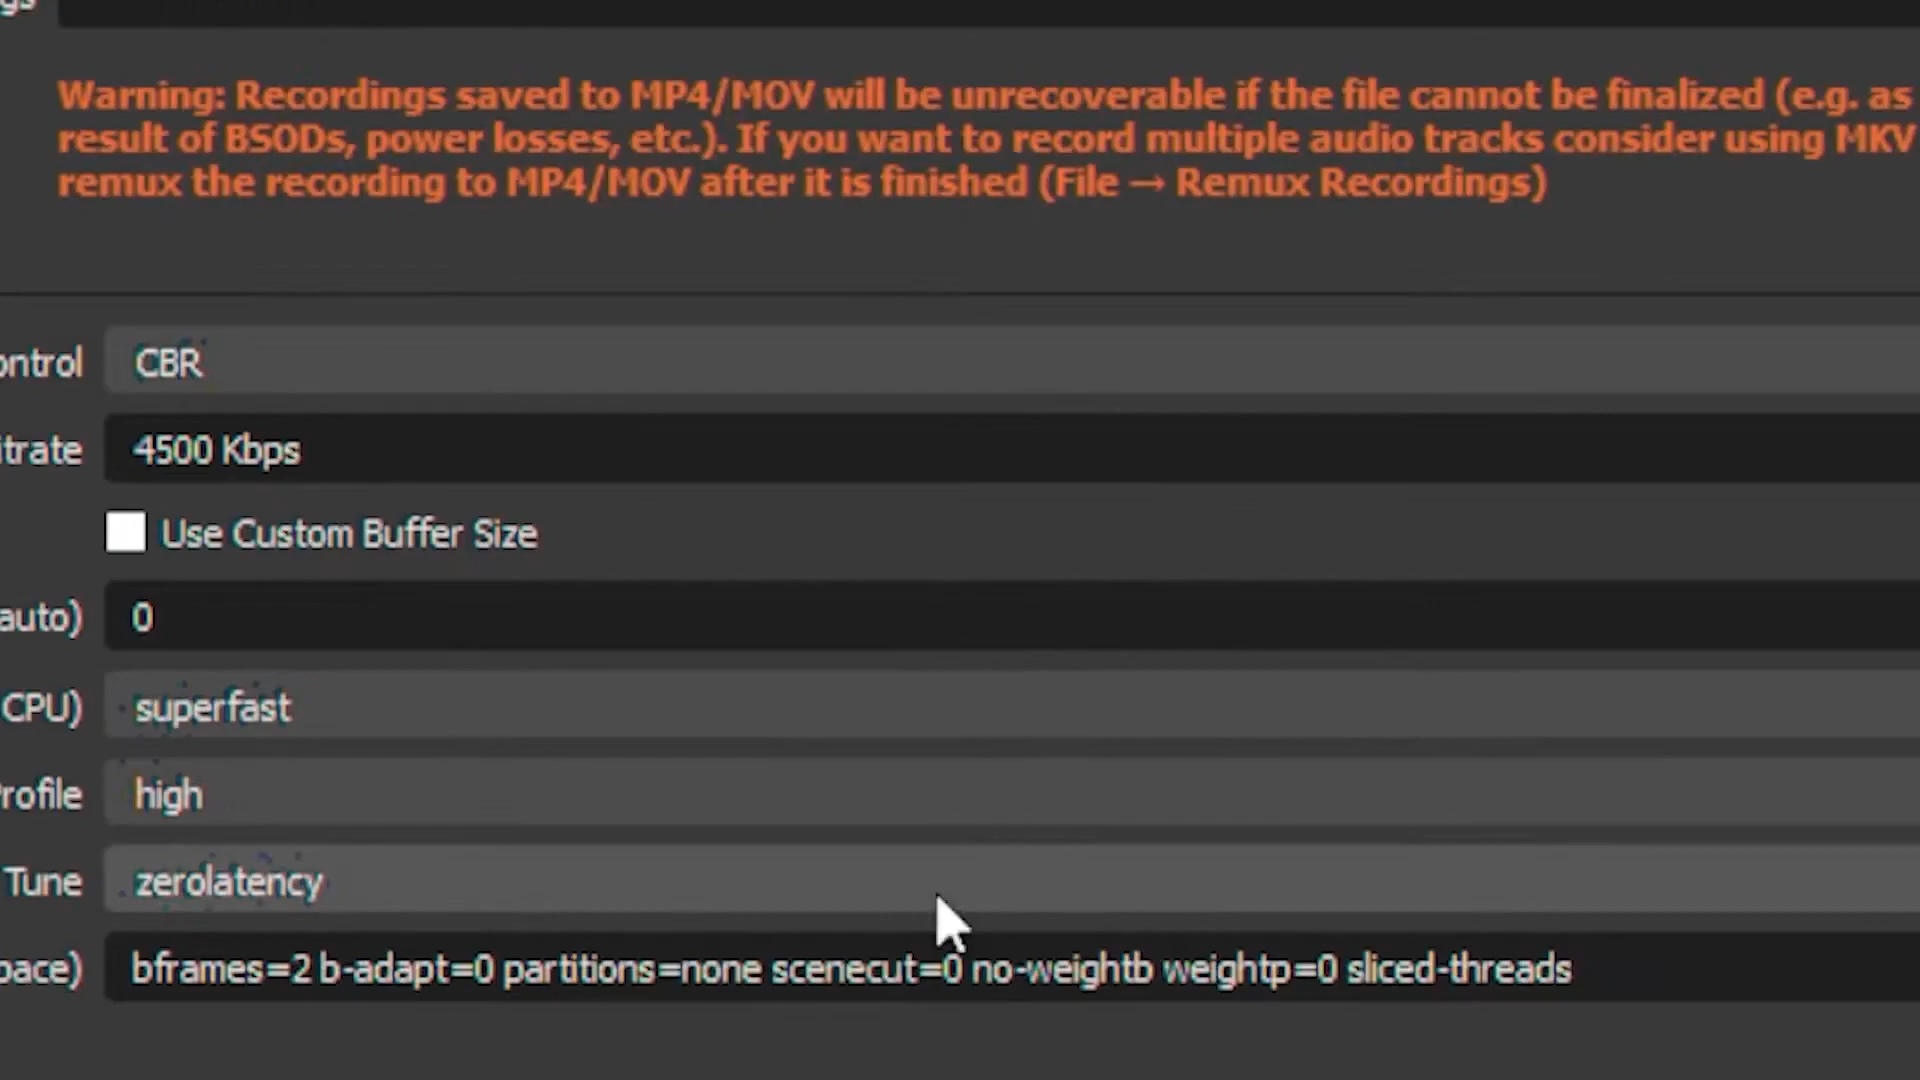 gs
Warning: Recordings saved to MP4/MOV will be unrecoverable if the file cannot be finalized (e.g. as
result of BSODs, power losses, etc.). If you want to record multiple audio tracks consider using MKV
remux the recording to MP4/MOV after it is finished (File → Remux Recordings)
ontrol CBR
itrate 4500 Kbps
Use Custom Buffer Size
auto) 0
CPU) superfast
rofile high
Tune zerolatency
pace) bframes=2 b-adapt=0 partitions=none scenecut=0 no-weightb weightp=0 sliced-threads